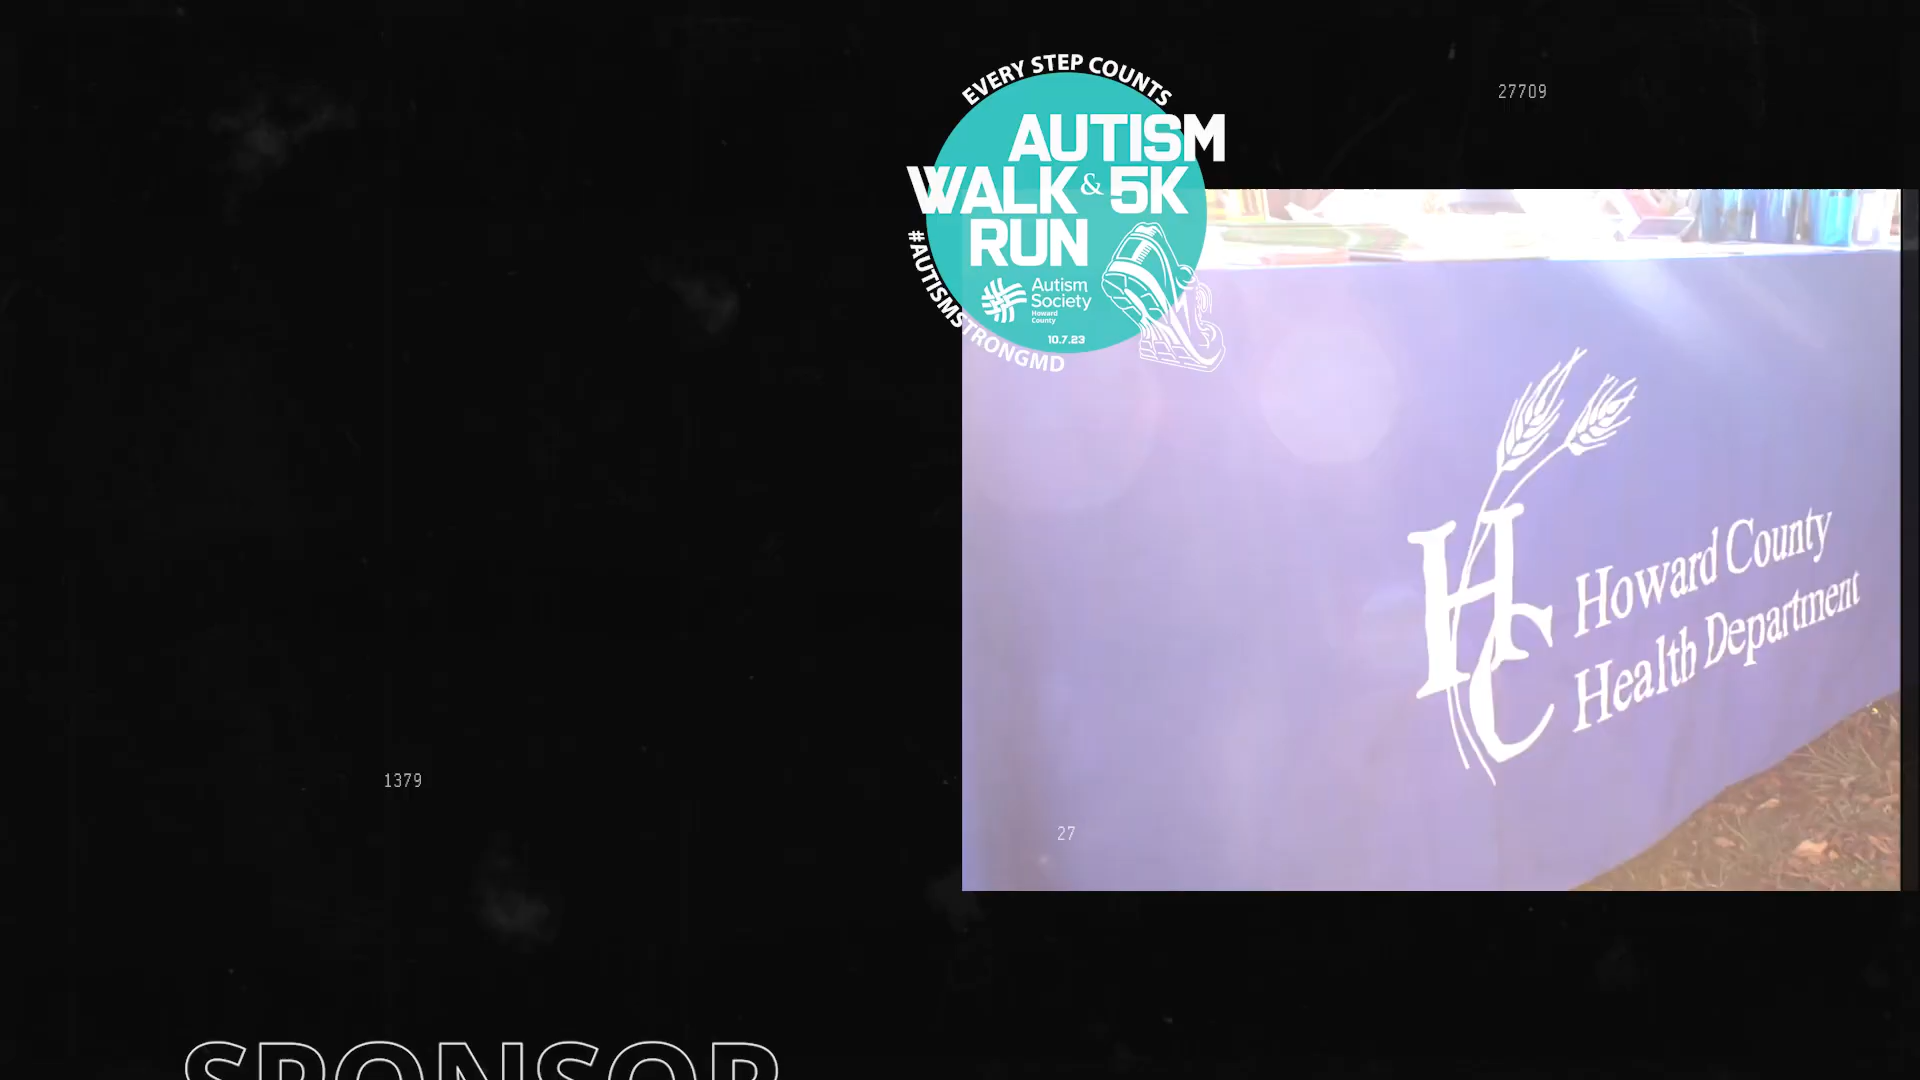 EVERY STEP COUNTS
27709
AUTISM
WALK & 5K
RUN
Autism
Society
Howard
County
10.7.23
#AUTISMSTRONGMD
HC
Howard County
Health Department
1379
27
SPONSOR